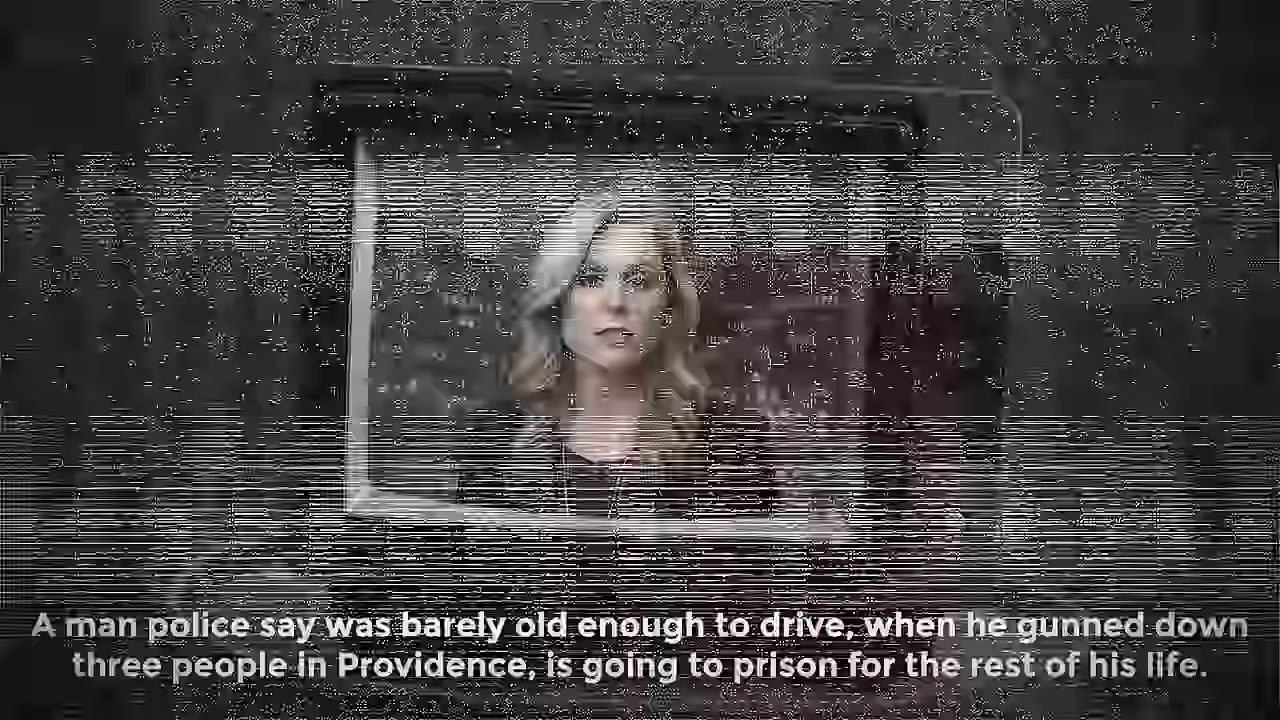 A man police say was barely old enough to drive, when he gunned down
three people in Providence, is going to prison for the rest of his life.